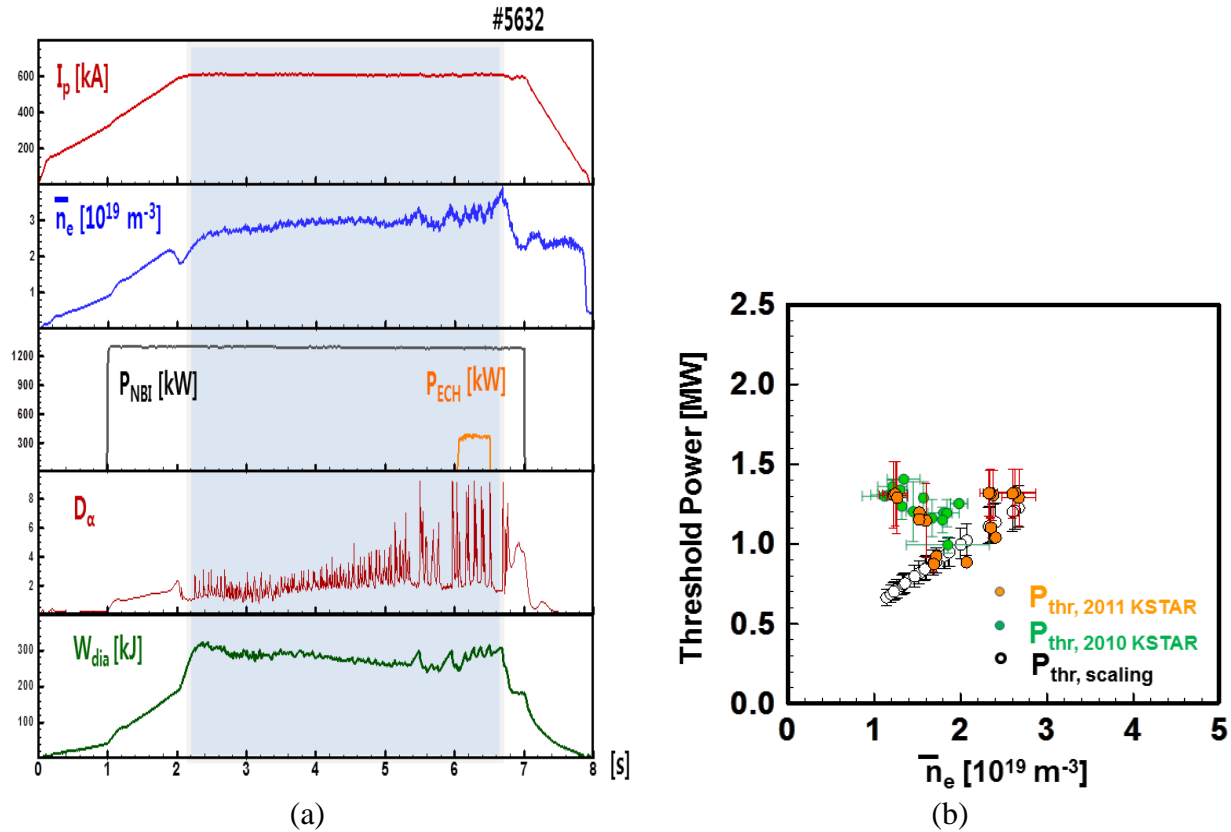 #5632
I_p [kA]
600
400
200
n̅_e [10^19 m^-3]
3
2
1
1200
900
600
300
P_NBI [kW]
P_ECH [kW]
D_α
8
6
4
2
W_dia [kJ]
300
200
100
0 1 2 3 4 5 6 7 8 [s]
(a)
Threshold Power [MW]
2.5
2.0
1.5
1.0
0.5
0.0
P_thr, 2011 KSTAR
P_thr, 2010 KSTAR
P_thr, scaling
0 1 2 3 4 5
n̅_e [10^19 m^-3]
(b)